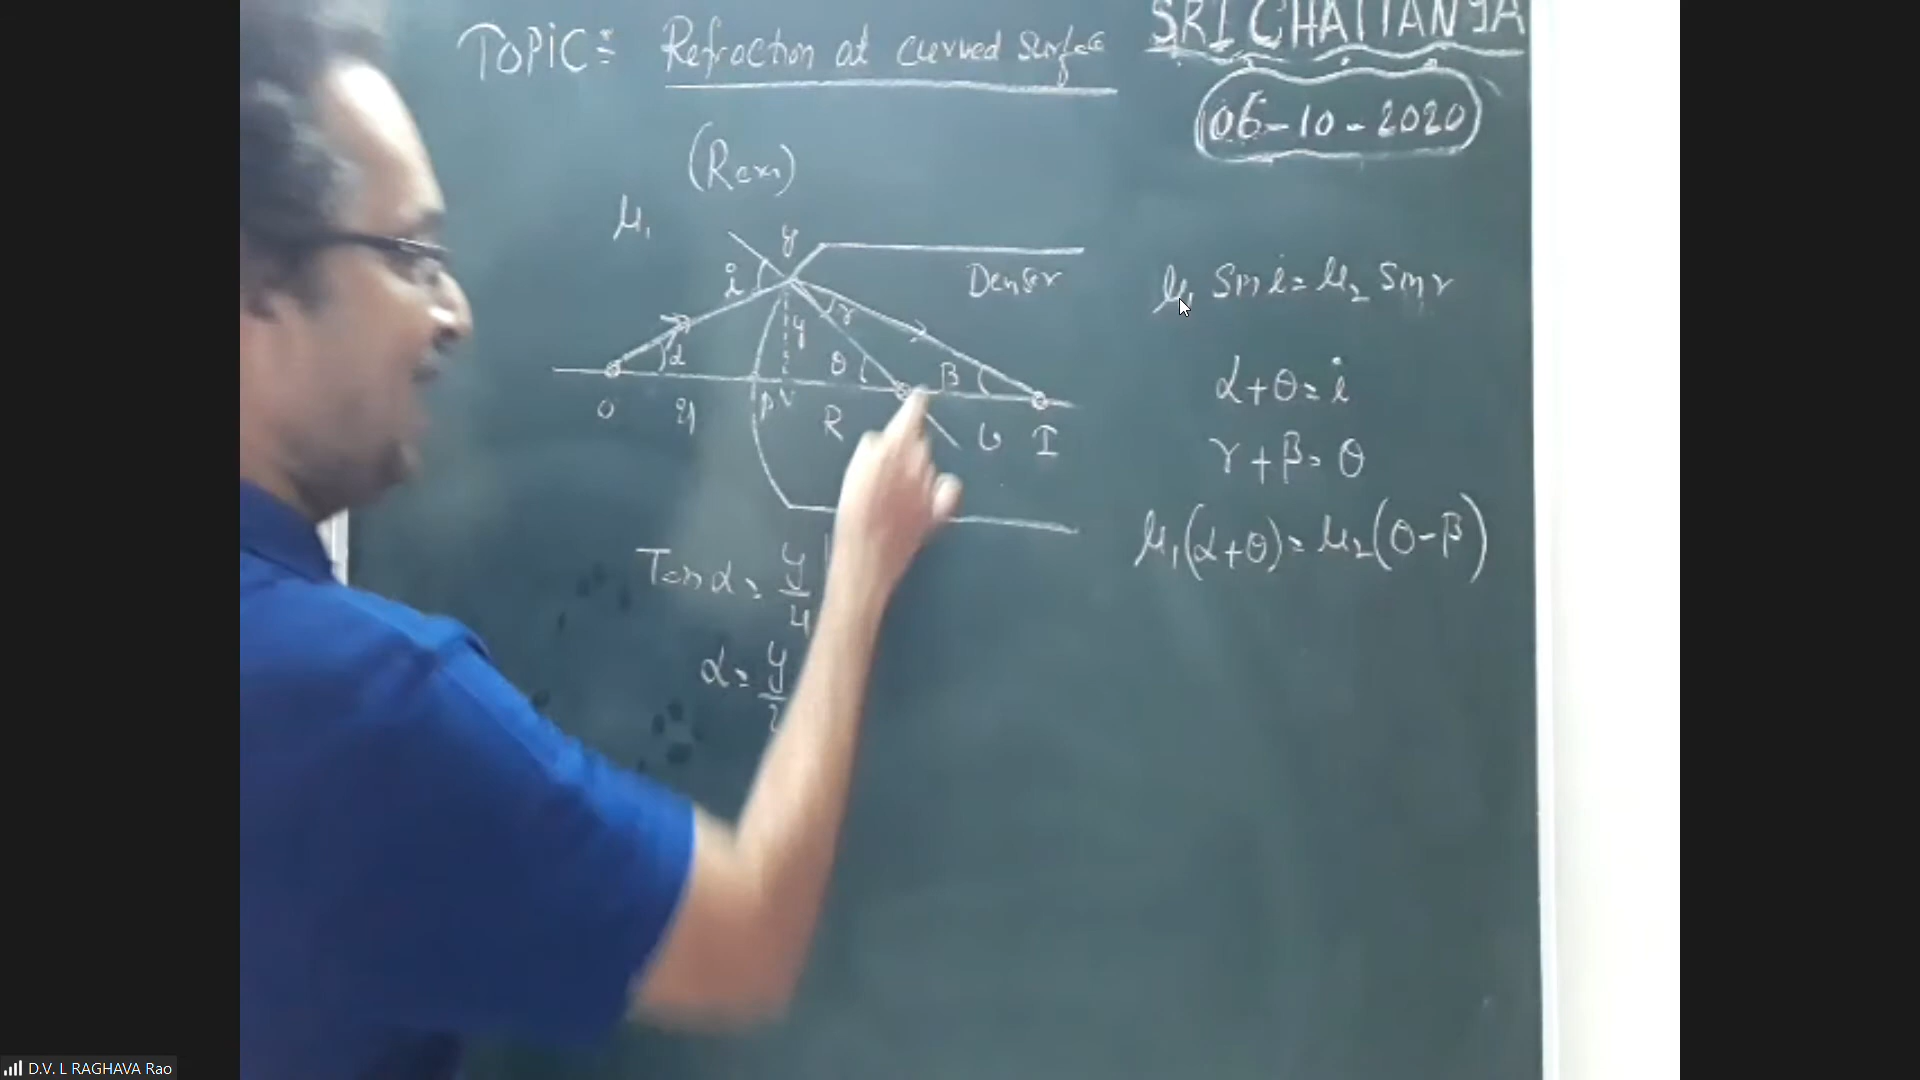 SRI CHAITANYA
TOPIC:- Refraction at curved surface
06-10-2020
(Rarer)
μ₁
y
i
Denser
μ₁ Sin i = μ₂ Sin r
r
α
y
θ
β
α+θ=i
O
u
P
R
v
I
r+β=θ
μ₁(α+θ)=μ₂(θ-β)
Tan α = y/u
α = y/
D.V. L RAGHAVA Rao